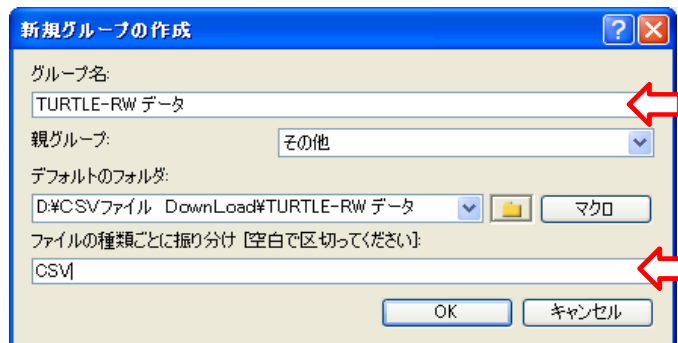 新規グループの作成
グループ名:
TURTLE-RW データ
親グループ: その他
デフォルトのフォルダ:
D:¥CSVファイル DownLoad¥TURTLE-RW データ マクロ
ファイルの種類ごとに振り分け [空白で区切ってください]:
CSV
OK キャンセル